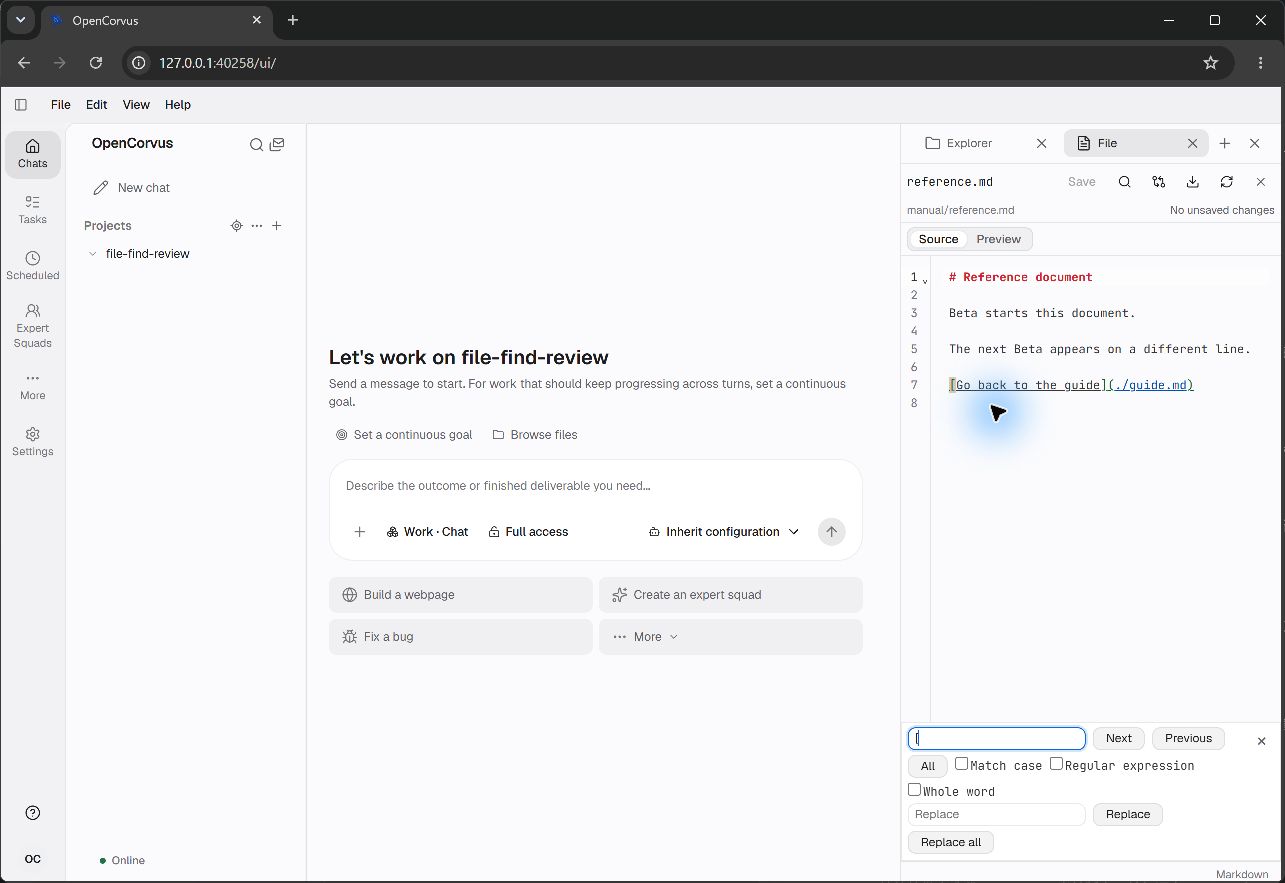 OpenCorvus
127.0.0.1:40258/ui/
File Edit View Help
Chats
Tasks
Scheduled
Expert
Squads
More
Settings
OC
OpenCorvus
New chat
Projects
file-find-review
Online
Let's work on file-find-review
Send a message to start. For work that should keep progressing across turns, set a continuous
goal.
Set a continuous goal Browse files
Describe the outcome or finished deliverable you need...
Work · Chat Full access Inherit configuration
Build a webpage Create an expert squad
Fix a bug More
Explorer File
reference.md Save
manual/reference.md No unsaved changes
Source Preview
1 # Reference document
2
3 Beta starts this document.
4
5 The next Beta appears on a different line.
6
7 [Go back to the guide](./guide.md)
8
[ Next Previous
All Match case Regular expression
Whole word
Replace Replace
Replace all
Markdown